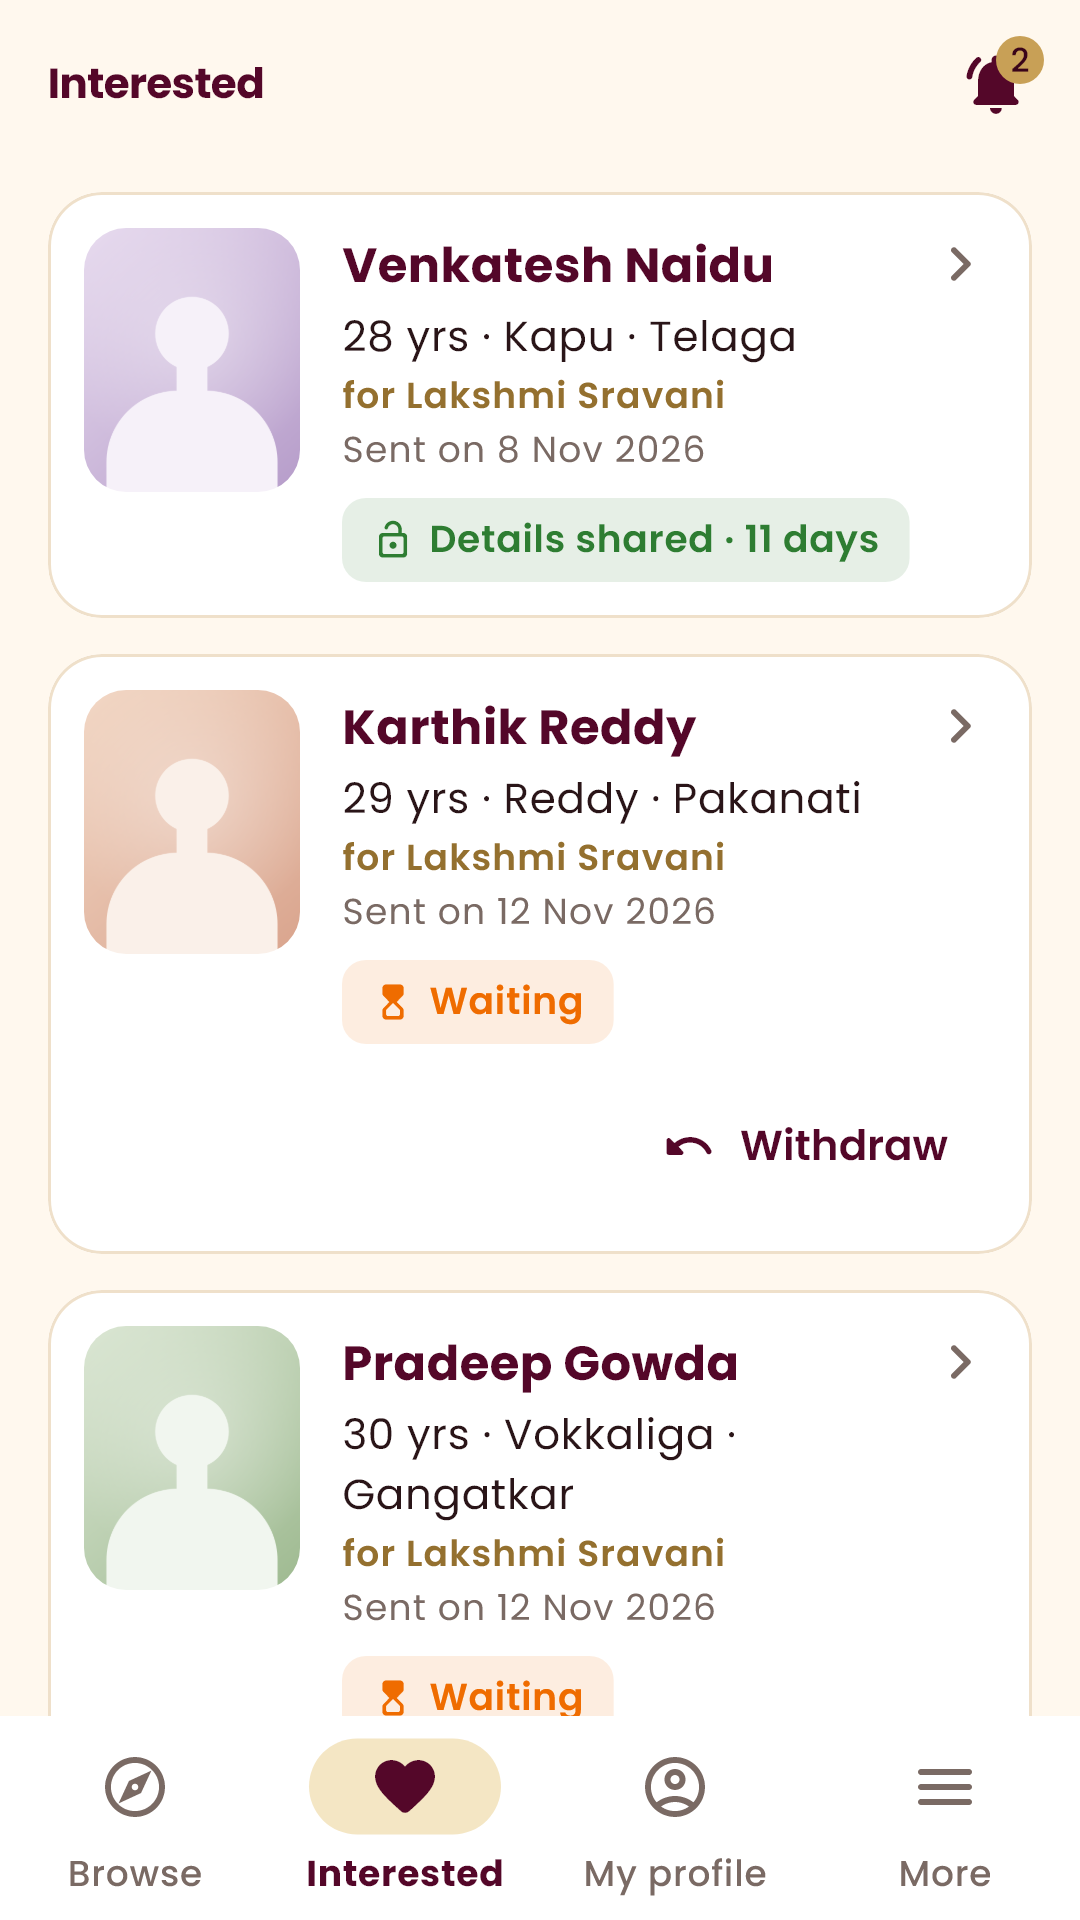 Interested
2
Venkatesh Naidu
28 yrs · Kapu · Telaga
for Lakshmi Sravani
Sent on 8 Nov 2026
Details shared · 11 days
Karthik Reddy
29 yrs · Reddy · Pakanati
for Lakshmi Sravani
Sent on 12 Nov 2026
Waiting
Withdraw
Pradeep Gowda
30 yrs · Vokkaliga ·
Gangatkar
for Lakshmi Sravani
Sent on 12 Nov 2026
Waiting
Browse
Interested
My profile
More